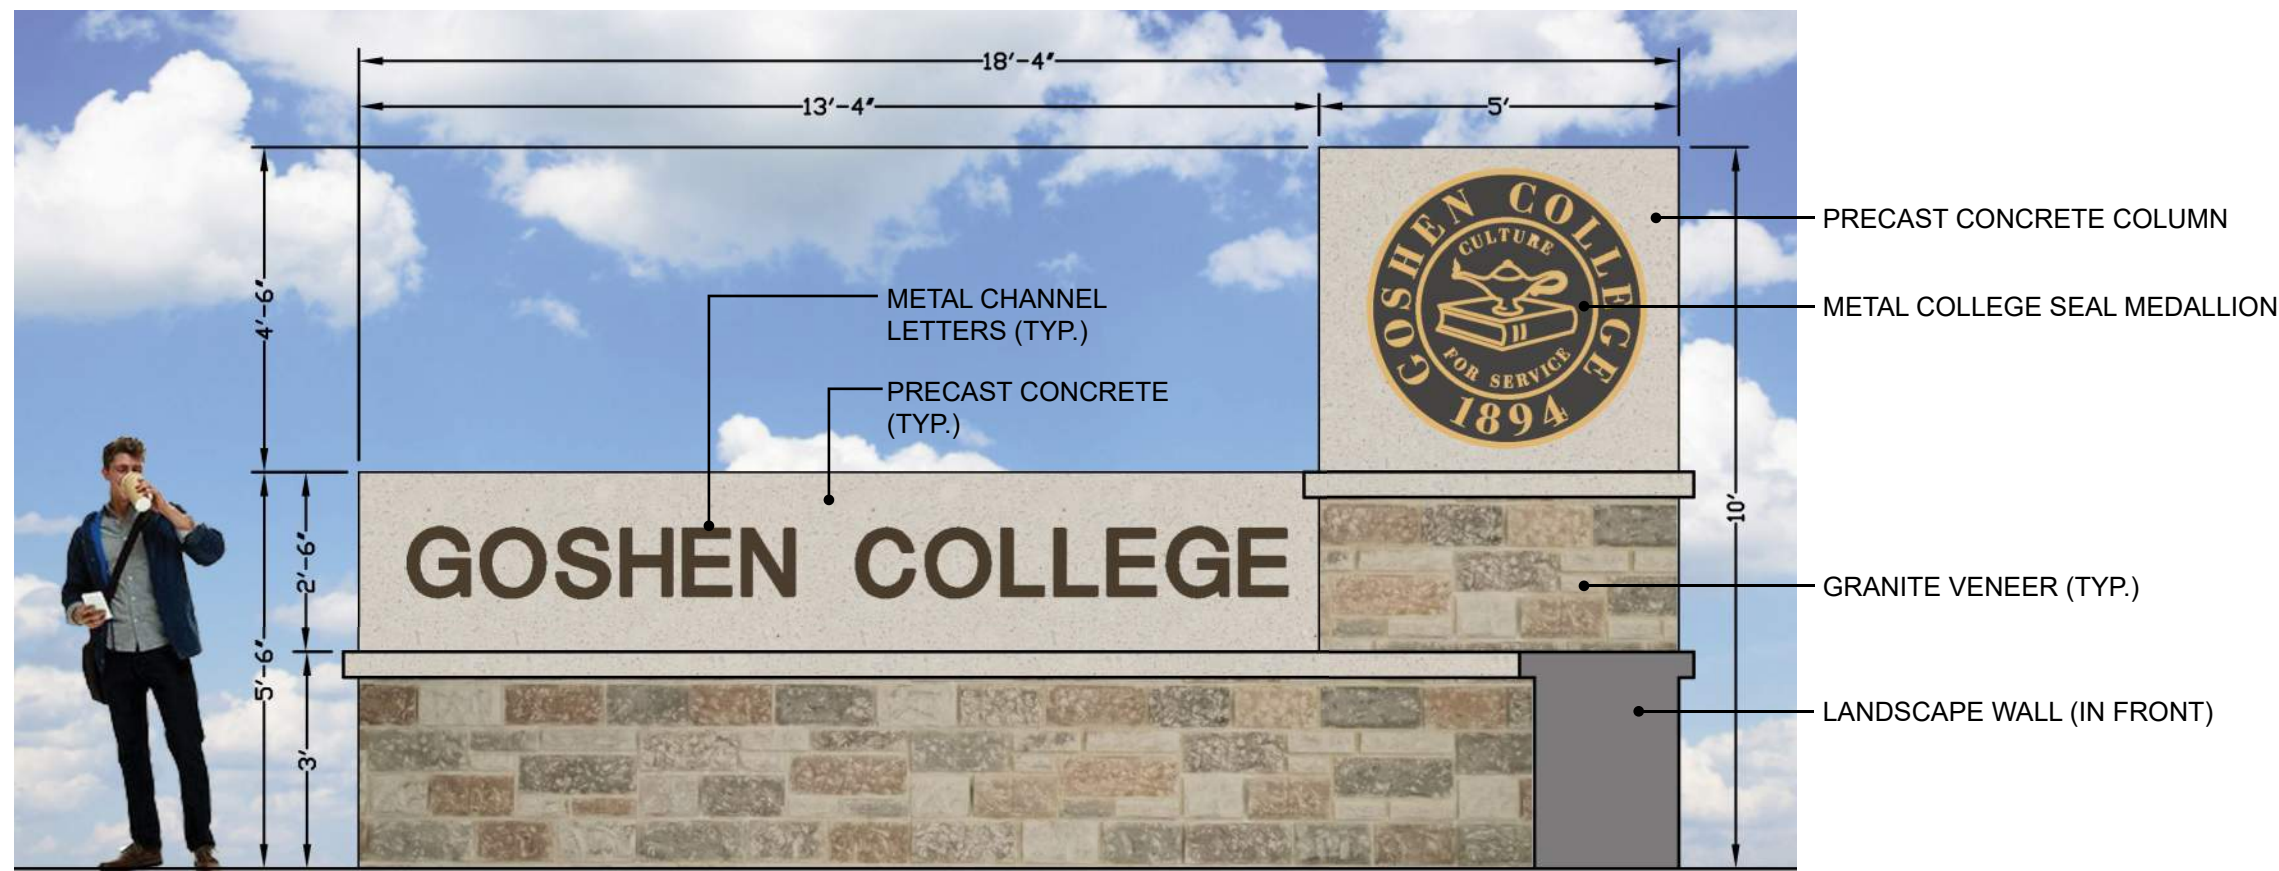 18'-4"
13'-4"
5'
4'-6"
5'-6"
2'-6"
3'
10'
METAL CHANNEL
LETTERS (TYP.)
PRECAST CONCRETE
(TYP.)
GOSHEN COLLEGE
GOSHEN COLLEGE
CULTURE
FOR SERVICE
1894
PRECAST CONCRETE COLUMN
METAL COLLEGE SEAL MEDALLION
GRANITE VENEER (TYP.)
LANDSCAPE WALL (IN FRONT)